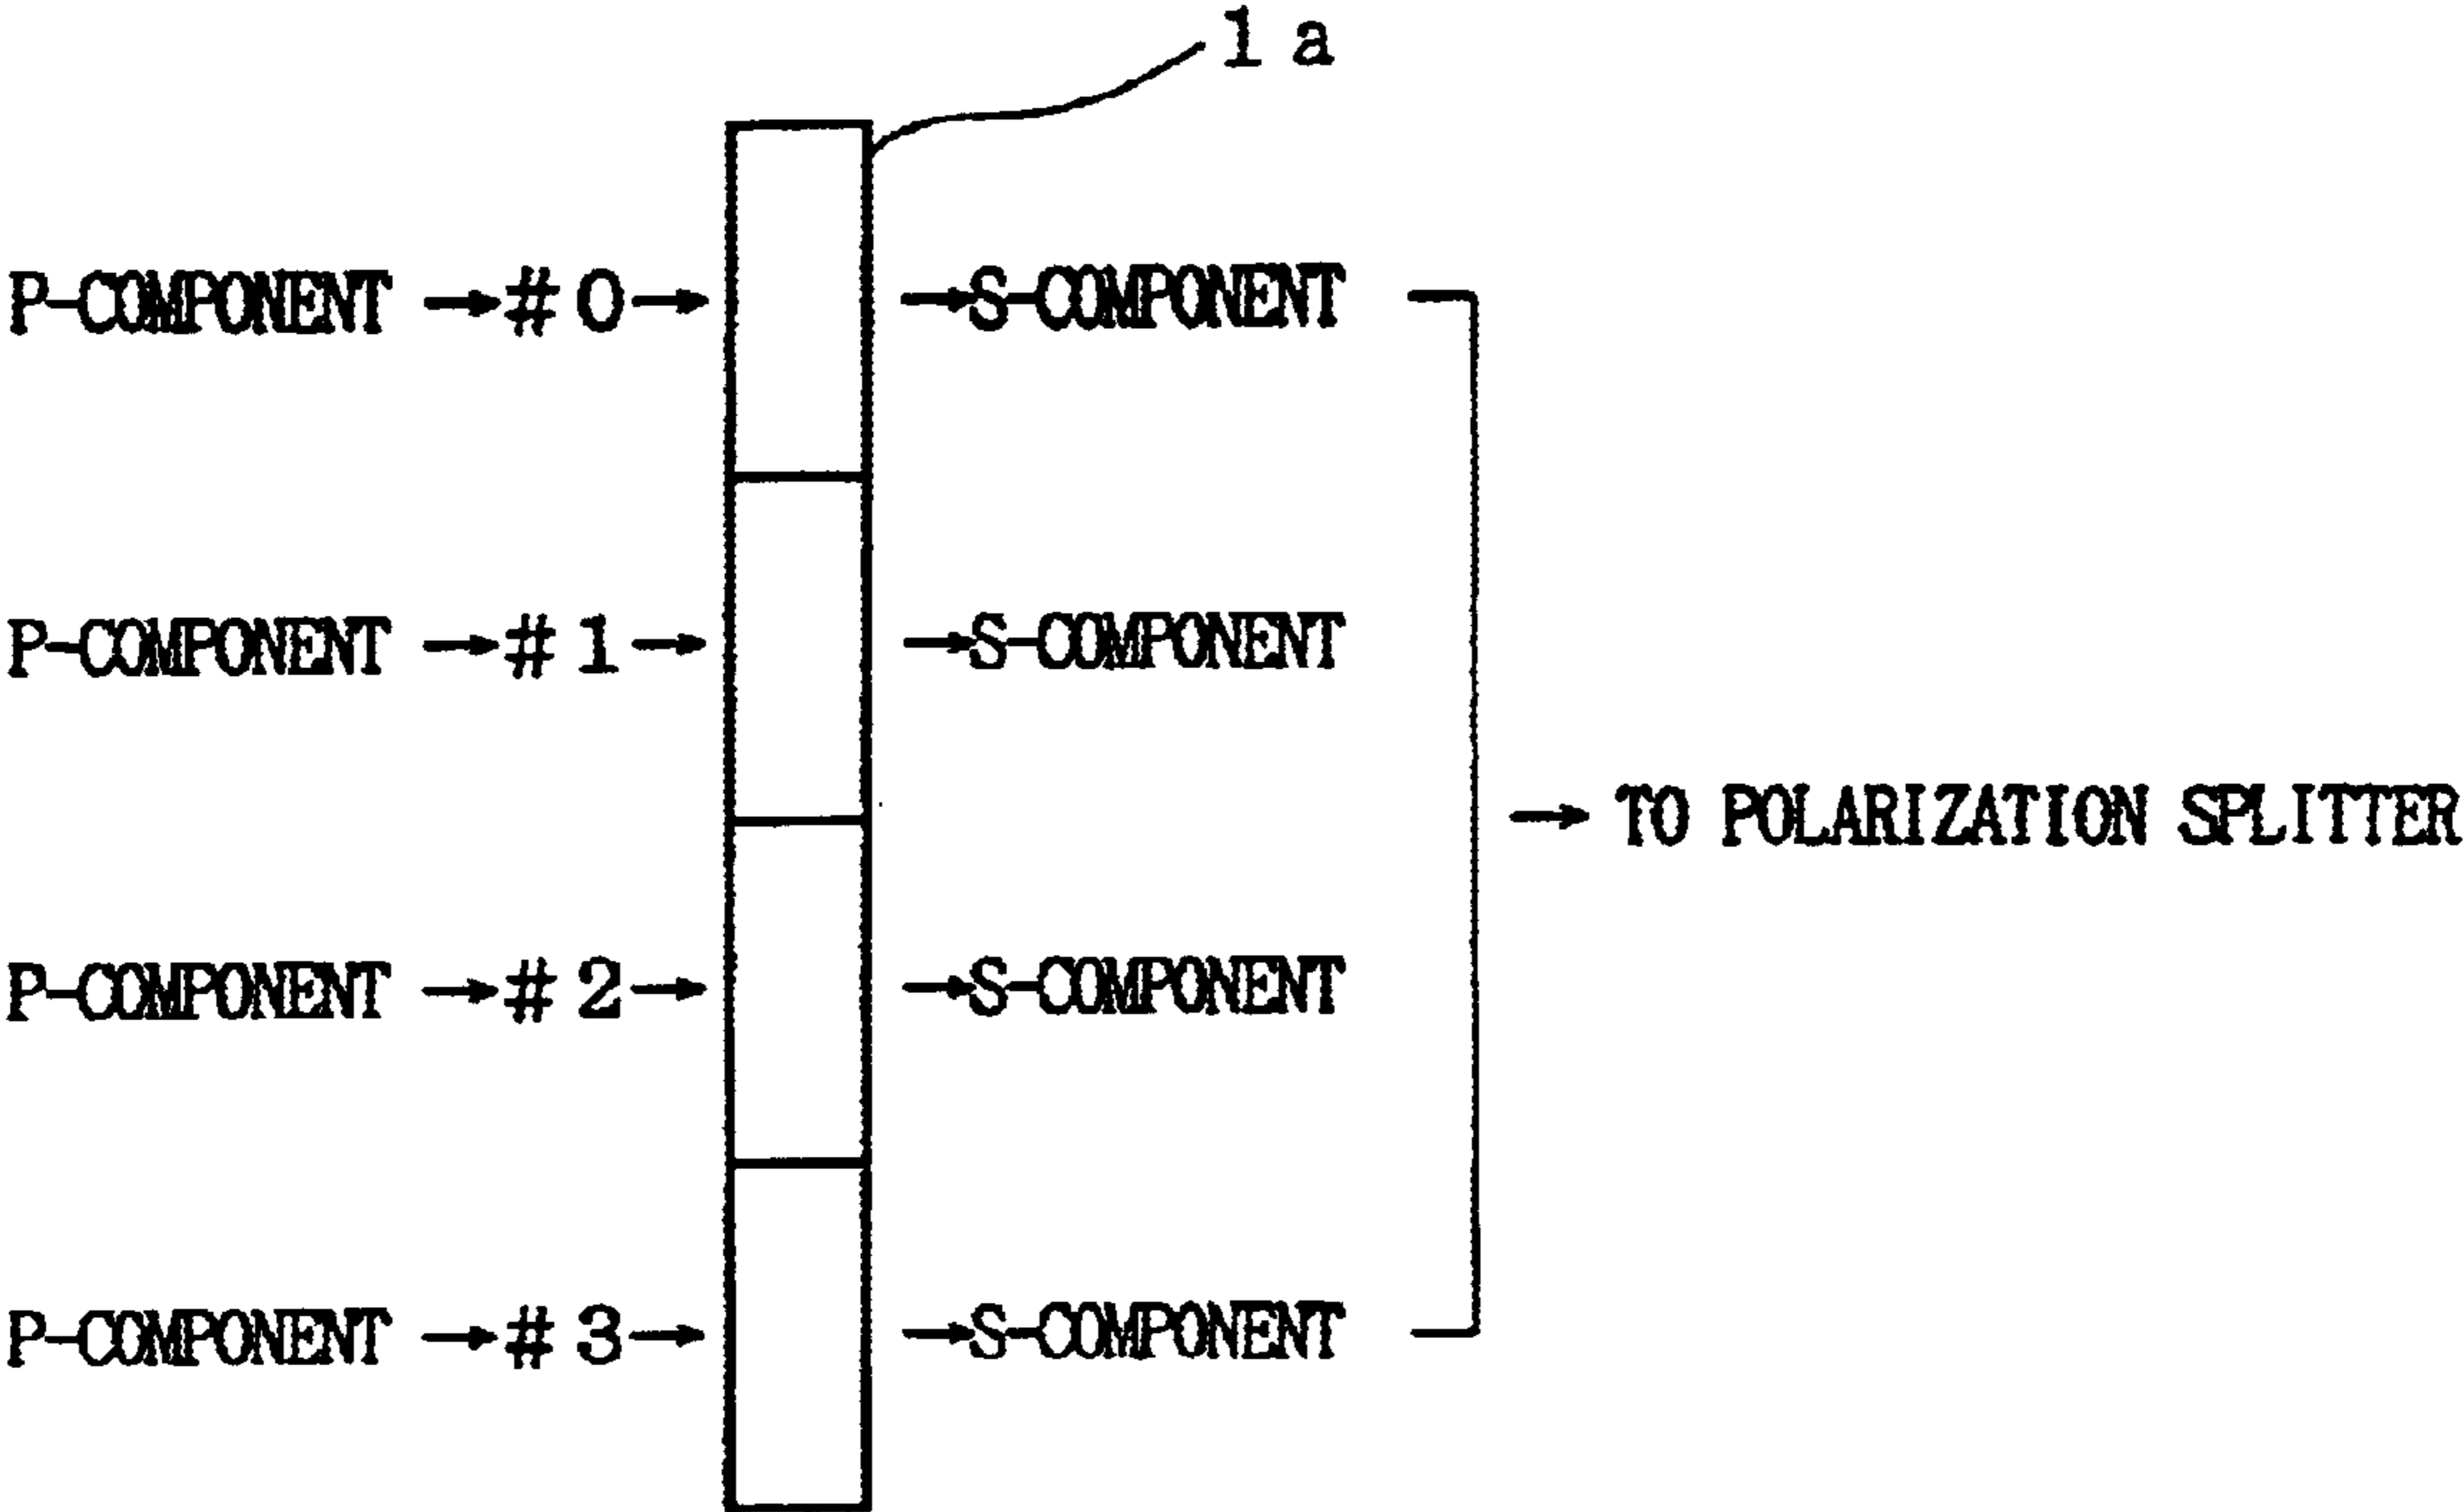 1a
P-COMPONENT →#0→ →S-COMPONENT
P-COMPONENT →#1→ →S-COMPONENT
→ TO POLARIZATION SPLITTER
P-COMPONENT →#2→ →S-COMPONENT
P-COMPONENT →#3→ →S-COMPONENT